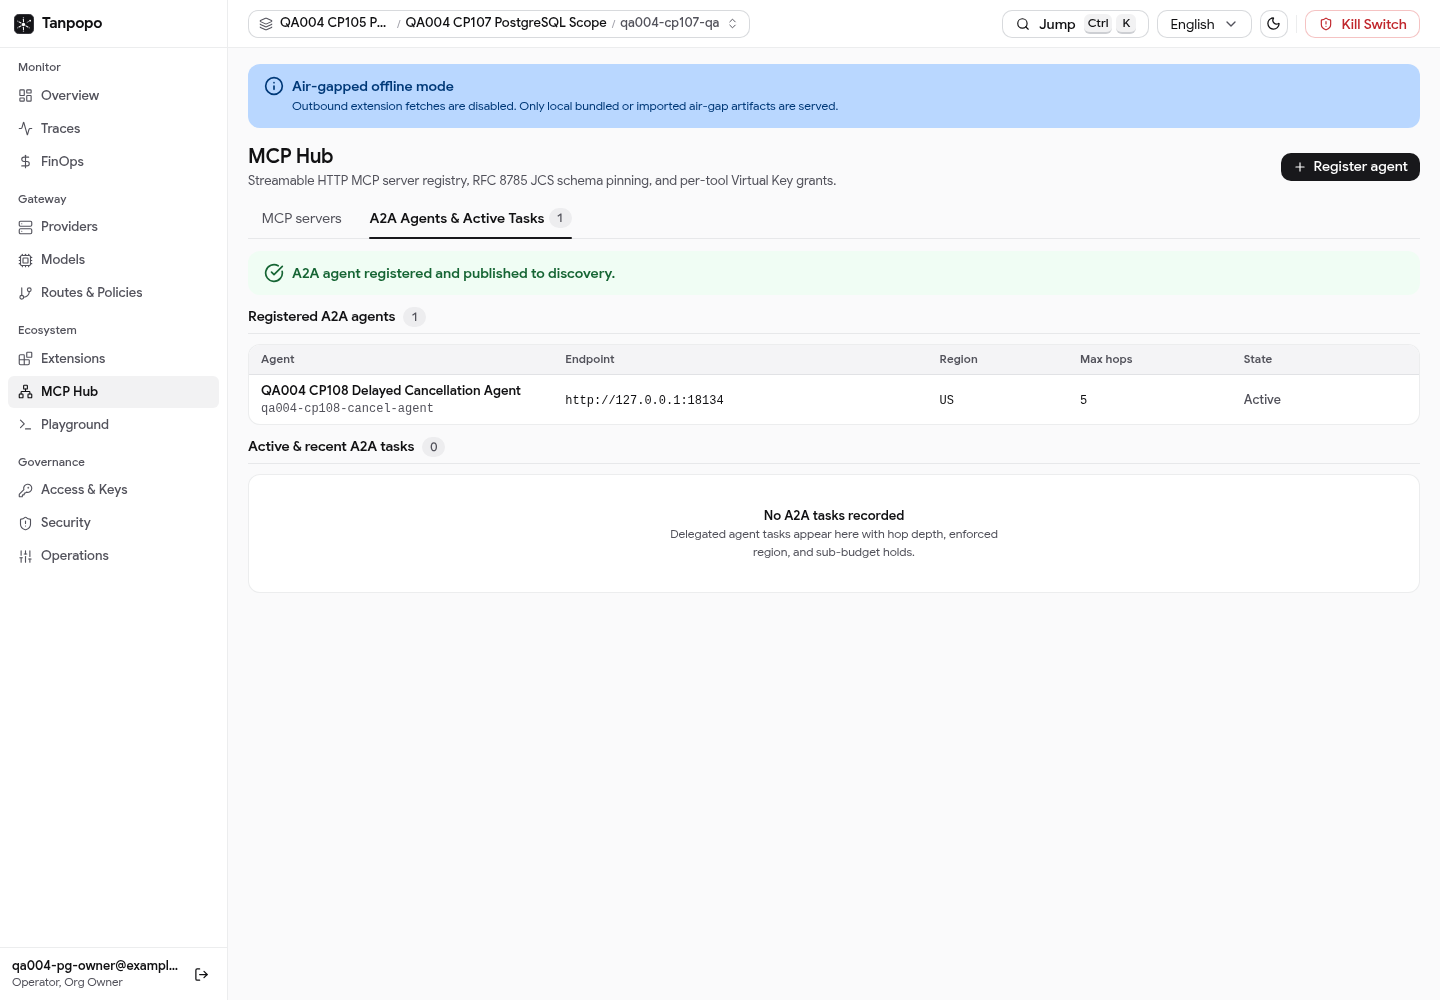 Tanpopo
QA004 CP105 P... / QA004 CP107 PostgreSQL Scope / qa004-cp107-qa
Jump Ctrl K
English
Kill Switch
Monitor
Overview
Traces
FinOps
Gateway
Providers
Models
Routes & Policies
Ecosystem
Extensions
MCP Hub
Playground
Governance
Access & Keys
Security
Operations
qa004-pg-owner@exampl...
Operator, Org Owner
Air-gapped offline mode
Outbound extension fetches are disabled. Only local bundled or imported air-gap artifacts are served.
MCP Hub
Streamable HTTP MCP server registry, RFC 8785 JCS schema pinning, and per-tool Virtual Key grants.
Register agent
MCP servers
A2A Agents & Active Tasks 1
A2A agent registered and published to discovery.
Registered A2A agents 1
Agent Endpoint Region Max hops State
QA004 CP108 Delayed Cancellation Agent
qa004-cp108-cancel-agent
http://127.0.0.1:18134 US 5 Active
Active & recent A2A tasks 0
No A2A tasks recorded
Delegated agent tasks appear here with hop depth, enforced
region, and sub-budget holds.